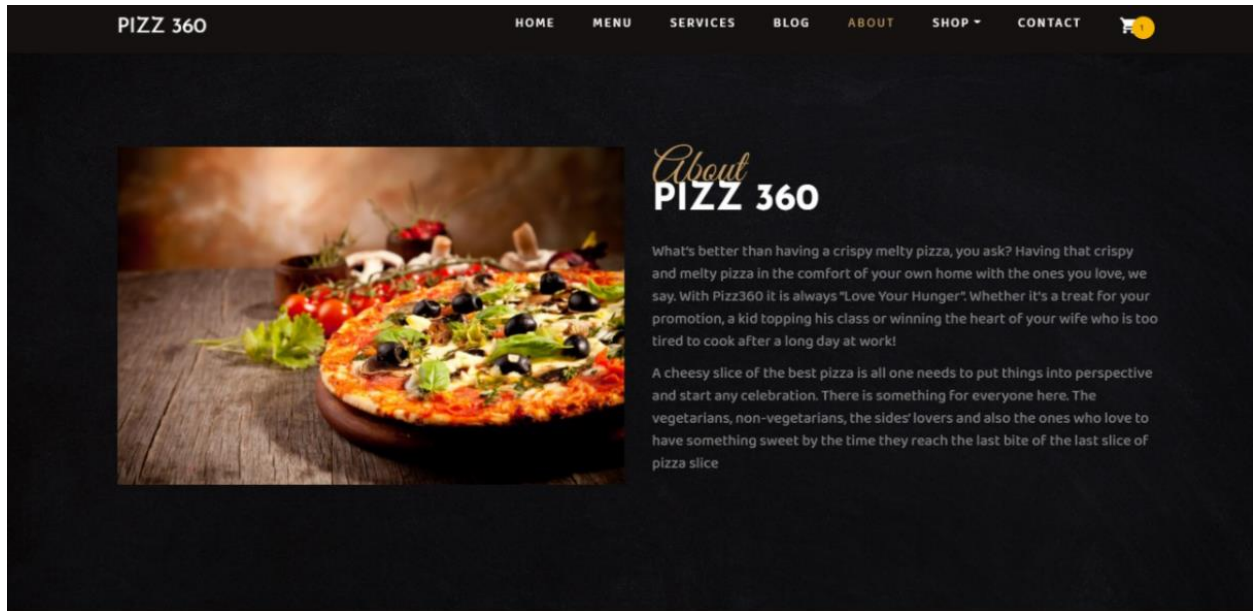 PIZZ 360
HOME MENU SERVICES BLOG ABOUT SHOP CONTACT
1
About
PIZZ 360
What's better than having a crispy melty pizza, you ask? Having that crispy
and melty pizza in the comfort of your own home with the ones you love, we
say. With Pizz360 it is always "Love Your Hunger". Whether it's a treat for your
promotion, a kid topping his class or winning the heart of your wife who is too
tired to cook after a long day at work!
A cheesy slice of the best pizza is all one needs to put things into perspective
and start any celebration. There is something for everyone here. The
vegetarians, non-vegetarians, the sides' lovers and also the ones who love to
have something sweet by the time they reach the last bite of the last slice of
pizza slice